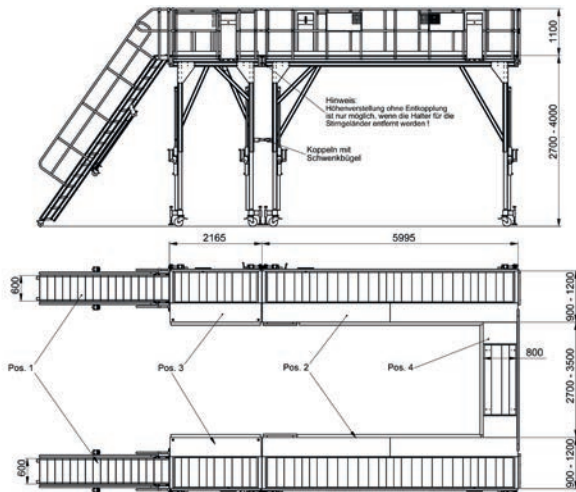 1100
2700 - 4000
Hinweis:
Höhenverstellung ohne Entkopplung
ist nur möglich, wenn die Halter für die
Stirngeländer entfernt werden !
Koppeln mit
Schwenkbügel
2165
5995
600
900 - 1200
Pos. 1
Pos. 3
Pos. 2
Pos. 4
800
2700 - 3500
600
900 - 1200